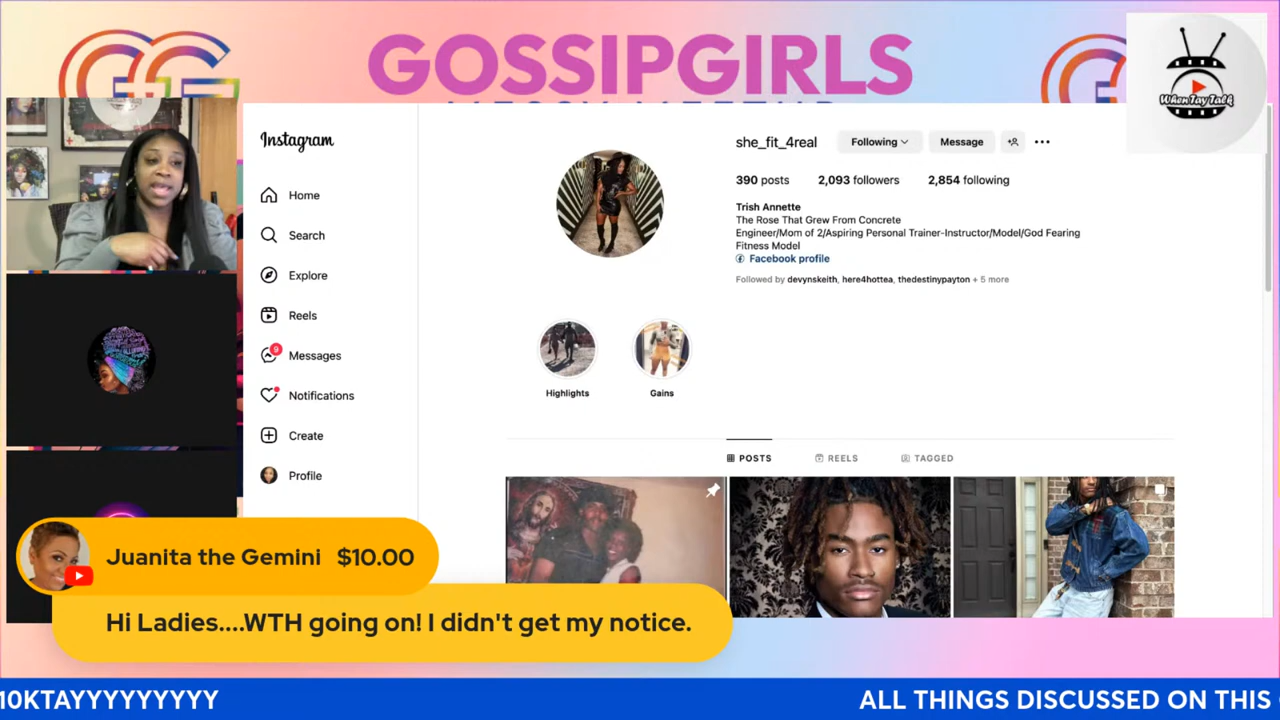 GOSSIPGIRLS
WhenTayTalk
Instagram
Home
Search
Explore
Reels
9
Messages
Notifications
Create
Profile
she_fit_4real
Following
Message
390 posts
2,093 followers
2,854 following
Trish Annette
The Rose That Grew From Concrete
Engineer/Mom of 2/Aspiring Personal Trainer-Instructor/Model/God Fearing
Fitness Model
Facebook profile
Followed by devynskeith, here4hottea, thedestinypayton + 5 more
Highlights
Gains
POSTS
REELS
TAGGED
Juanita the Gemini $10.00
Hi Ladies....WTH going on! I didn't get my notice.
10KTAYYYYYYYYY
ALL THINGS DISCUSSED ON THIS